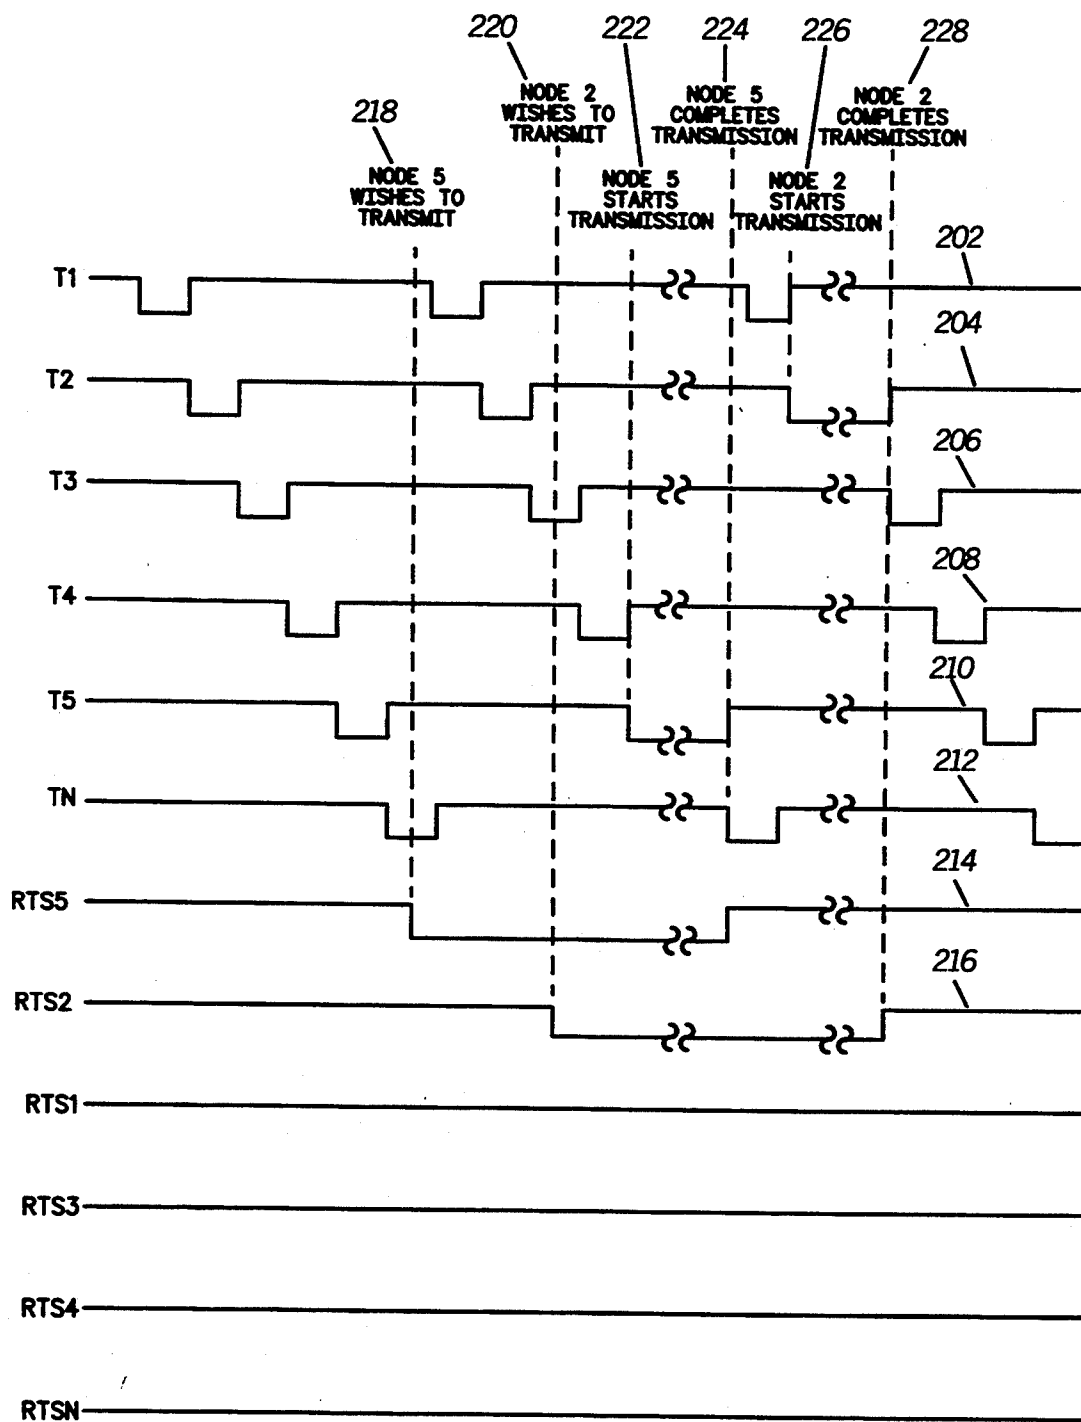 220
222
224
226
228
NODE 2
WISHES TO
TRANSMIT
NODE 5
COMPLETES
TRANSMISSION
NODE 2
COMPLETES
TRANSMISSION
218
NODE 5
WISHES TO
TRANSMIT
NODE 5
STARTS
TRANSMISSION
NODE 2
STARTS
TRANSMISSION
202
T1
204
T2
206
T3
208
T4
210
T5
212
TN
214
RTS5
216
RTS2
RTS1
RTS3
RTS4
RTSN